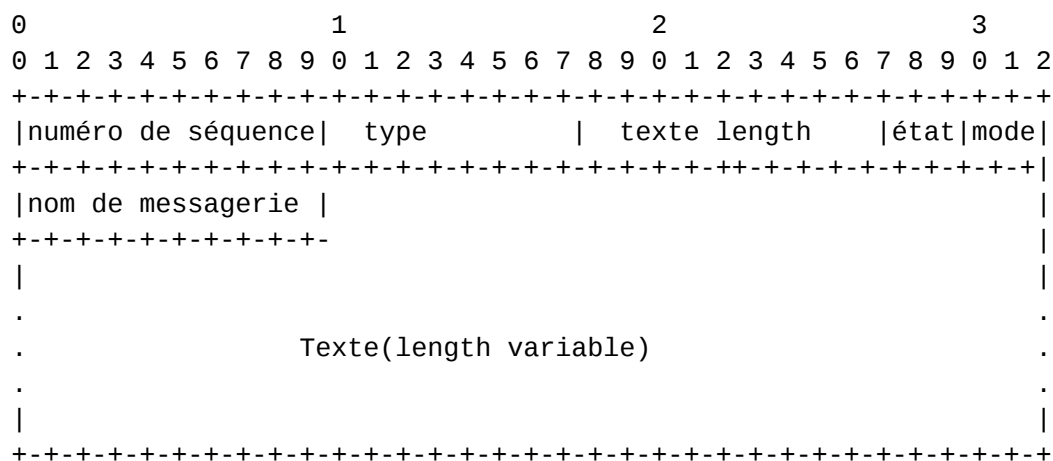 0 1 2 3
0 1 2 3 4 5 6 7 8 9 0 1 2 3 4 5 6 7 8 9 0 1 2 3 4 5 6 7 8 9 0 1 2
+-+-+-+-+-+-+-+-+-+-+-+-+-+-+-+-+-+-+-+-+-+-+-+-+-+-+-+-+-+-+-+-+
|numéro de séquence| type | texte length |état|mode|
+-+-+-+-+-+-+-+-+-+-+-+-+-+-+-+-+-+-+-+-+-+-++-+-+-+-+-+-+-+-+-+|
|nom de messagerie | |
+-+-+-+-+-+-+-+-+-+- |
| |
. .
. Texte(length variable) .
. .
| |
+-+-+-+-+-+-+-+-+-+-+-+-+-+-+-+-+-+-+-+-+-+-+-+-+-+-+-+-+-+-+-+-+